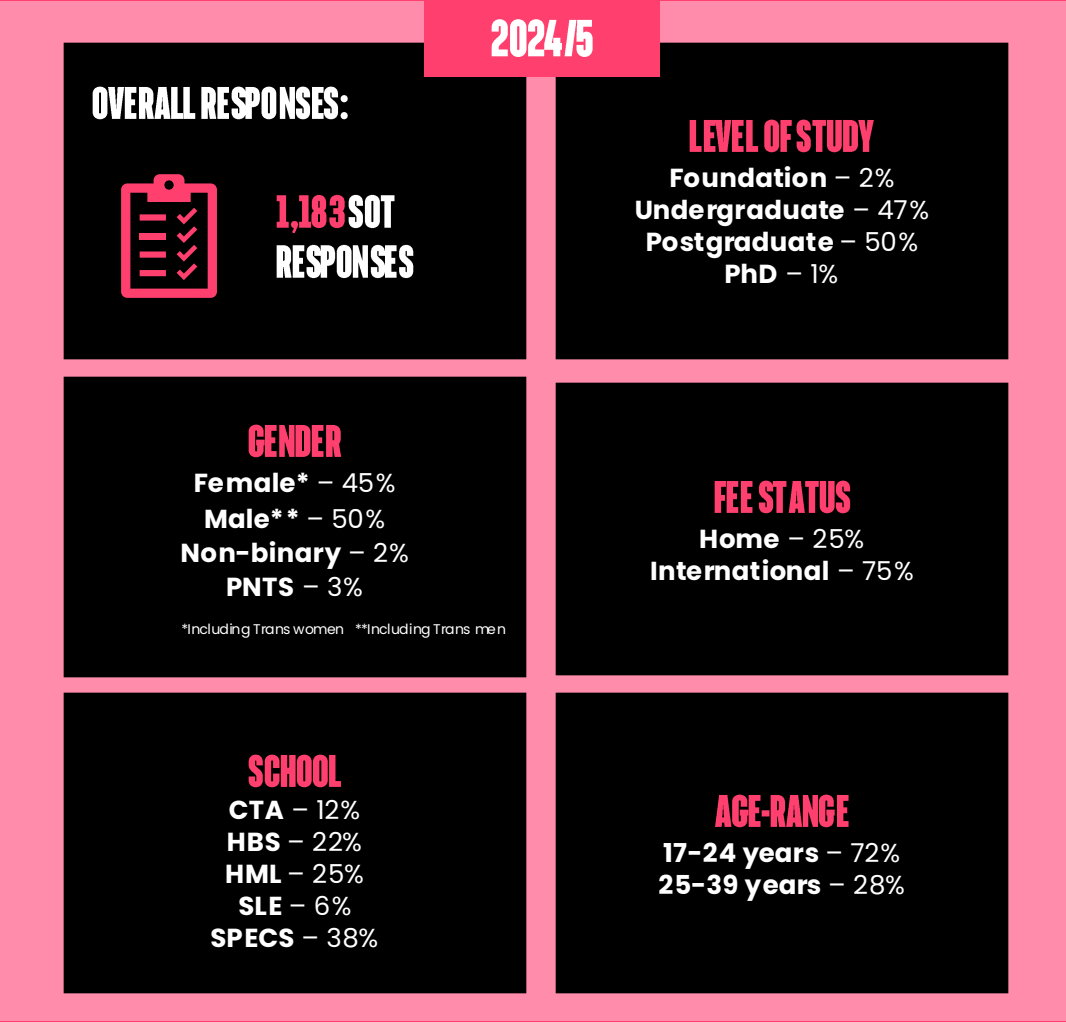 2024/5
OVERALL RESPONSES:
1,183 SOT
RESPONSES
LEVEL OF STUDY
Foundation – 2%
Undergraduate – 47%
Postgraduate – 50%
PhD – 1%
GENDER
Female* – 45%
Male** – 50%
Non-binary – 2%
PNTS – 3%
*Including Trans women **Including Trans men
FEE STATUS
Home – 25%
International – 75%
SCHOOL
CTA – 12%
HBS – 22%
HML – 25%
SLE – 6%
SPECS – 38%
AGE-RANGE
17-24 years – 72%
25-39 years – 28%